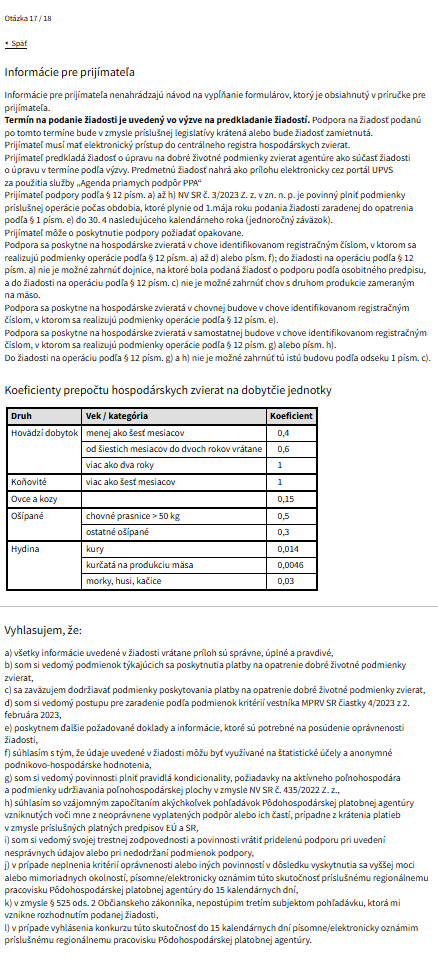 Otázka 17 / 18
Späť
Informácie pre prijímateľa
Informácie pre prijímateľa nenahrádzajú návod na vypĺňanie formulárov, ktorý je obsiahnutý v príručke pre
prijímateľa.
Termín na podanie žiadosti je uvedený vo výzve na predkladanie žiadostí. Podpora na žiadosť podanú
po tomto termíne bude v zmysle príslušnej legislatívy krátená alebo bude žiadosť zamietnutá.
Prijímateľ musí mať elektronický prístup do centrálneho registra hospodárskych zvierat.
Prijímateľ predkladá žiadosť o úpravu na dobré životné podmienky zvierat agentúre ako súčasť žiadosti
o úpravu v termíne podľa výzvy. Predmetnú žiadosť nahrá ako prílohu elektronicky cez portál UPVS
za použitia služby „Agenda priamych podpôr PPA“
Prijímateľ podpory podľa § 12 písm. a) až h) NV SR č. 3/2023 Z. z. v zn. n. p. je povinný plniť podmienky
príslušnej operácie počas obdobia, ktoré plynie od 1.mája roku podania žiadosti zaradenej do opatrenia
podľa § 1 písm. e) do 30. 4 nasledujúceho kalendárneho roka (jednoročný záväzok).
Prijímateľ môže o poskytnutie podpory požiadať opakovane.
Podpora sa poskytne na hospodárske zvieratá v chove identifikovanom registračným číslom, v ktorom sa
realizujú podmienky operácie podľa § 12 písm. a) až d) alebo písm. f); do žiadosti na operáciu podľa § 12
písm. a) nie je možné zahrnúť dojnice, na ktoré bola podaná žiadosť o podporu podľa osobitného predpisu,
a do žiadosti na operáciu podľa § 12 písm. c) nie je možné zahrnúť chov s druhom produkcie zameraným
na mäso.
Podpora sa poskytne na hospodárske zvieratá v chovnej budove v chove identifikovanom registračným
číslom, v ktorom sa realizujú podmienky operácie podľa § 12 písm. e).
Podpora sa poskytne na hospodárske zvieratá v samostatnej budove v chove identifikovanom registračným
číslom, v ktorom sa realizujú podmienky operácie podľa § 12 písm. g) alebo písm. h).
Do žiadosti na operáciu podľa § 12 písm. g) a h) nie je možné zahrnúť tú istú budovu podľa odseku 1 písm. c).
Koeficienty prepočtu hospodárskych zvierat na dobytčie jednotky
Druh Vek / kategória Koeficient
Hovädzí dobytok menej ako šesť mesiacov 0,4
od šiestich mesiacov do dvoch rokov vrátane 0,6
viac ako dva roky 1
Koňovité viac ako šesť mesiacov 1
Ovce a kozy 0,15
Ošípané chovné prasnice > 50 kg 0,5
ostatné ošípané 0,3
Hydina kury 0,014
kurčatá na produkciu mäsa 0,0046
morky, husi, kačice 0,03
Vyhlasujem, že:
a) všetky informácie uvedené v žiadosti vrátane príloh sú správne, úplné a pravdivé,
b) som si vedomý podmienok týkajúcich sa poskytnutia platby na opatrenie dobré životné podmienky
zvierat,
c) sa zaväzujem dodržiavať podmienky poskytovania platby na opatrenie dobré životné podmienky zvierat,
d) som si vedomý postupu pre zaradenie podľa podmienok kritérií vestníka MPRV SR čiastky 4/2023 z 2.
februára 2023,
e) poskytnem ďalšie požadované doklady a informácie, ktoré sú potrebné na posúdenie oprávnenosti
žiadosti,
f) súhlasím s tým, že údaje uvedené v žiadosti môžu byť využívané na štatistické účely a anonymné
podnikovo-hospodárske hodnotenia,
g) som si vedomý povinnosti plniť pravidlá kondicionality, požiadavky na aktívneho poľnohospodára
a podmienky udržiavania poľnohospodárskej plochy v zmysle NV SR č. 435/2022 Z. z.,
h) súhlasím so vzájomným započítaním akýchkoľvek pohľadávok Pôdohospodárskej platobnej agentúry
vzniknutých voči mne z neoprávnene vyplatených podpôr alebo ich častí, prípadne z krátenia platieb
v zmysle príslušných platných predpisov EÚ a SR,
i) som si vedomý svojej trestnej zodpovednosti a povinnosti vrátiť pridelenú podporu pri uvedení
nesprávnych údajov alebo pri nedodržaní podmienok podpory,
j) v prípade neplnenia kritérií oprávnenosti alebo iných povinností v dôsledku vyskytnutia sa vyššej moci
alebo mimoriadnych okolností, písomne/elektronicky oznámim túto skutočnosť príslušnému regionálnemu
pracovisku Pôdohospodárskej platobnej agentúry do 15 kalendárnych dní,
k) v zmysle § 525 ods. 2 Občianskeho zákonníka, nepostúpim tretím subjektom pohľadávku, ktorá mi
vznikne rozhodnutím podanej žiadosti,
l) v prípade vyhlásenia konkurzu túto skutočnosť do 15 kalendárnych dní písomne/elektronicky oznámim
príslušnému regionálnemu pracovisku Pôdohospodárskej platobnej agentúry.